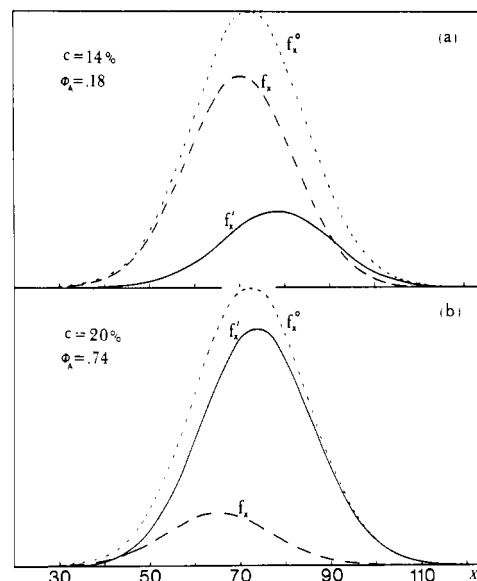 (a)
c = 14 %
Φ_A = .18
f_x°
f_x
f_x'
(b)
c = 20 %
Φ_A = .74
f_x'
f_x°
f_x
30 50 70 90 110 x